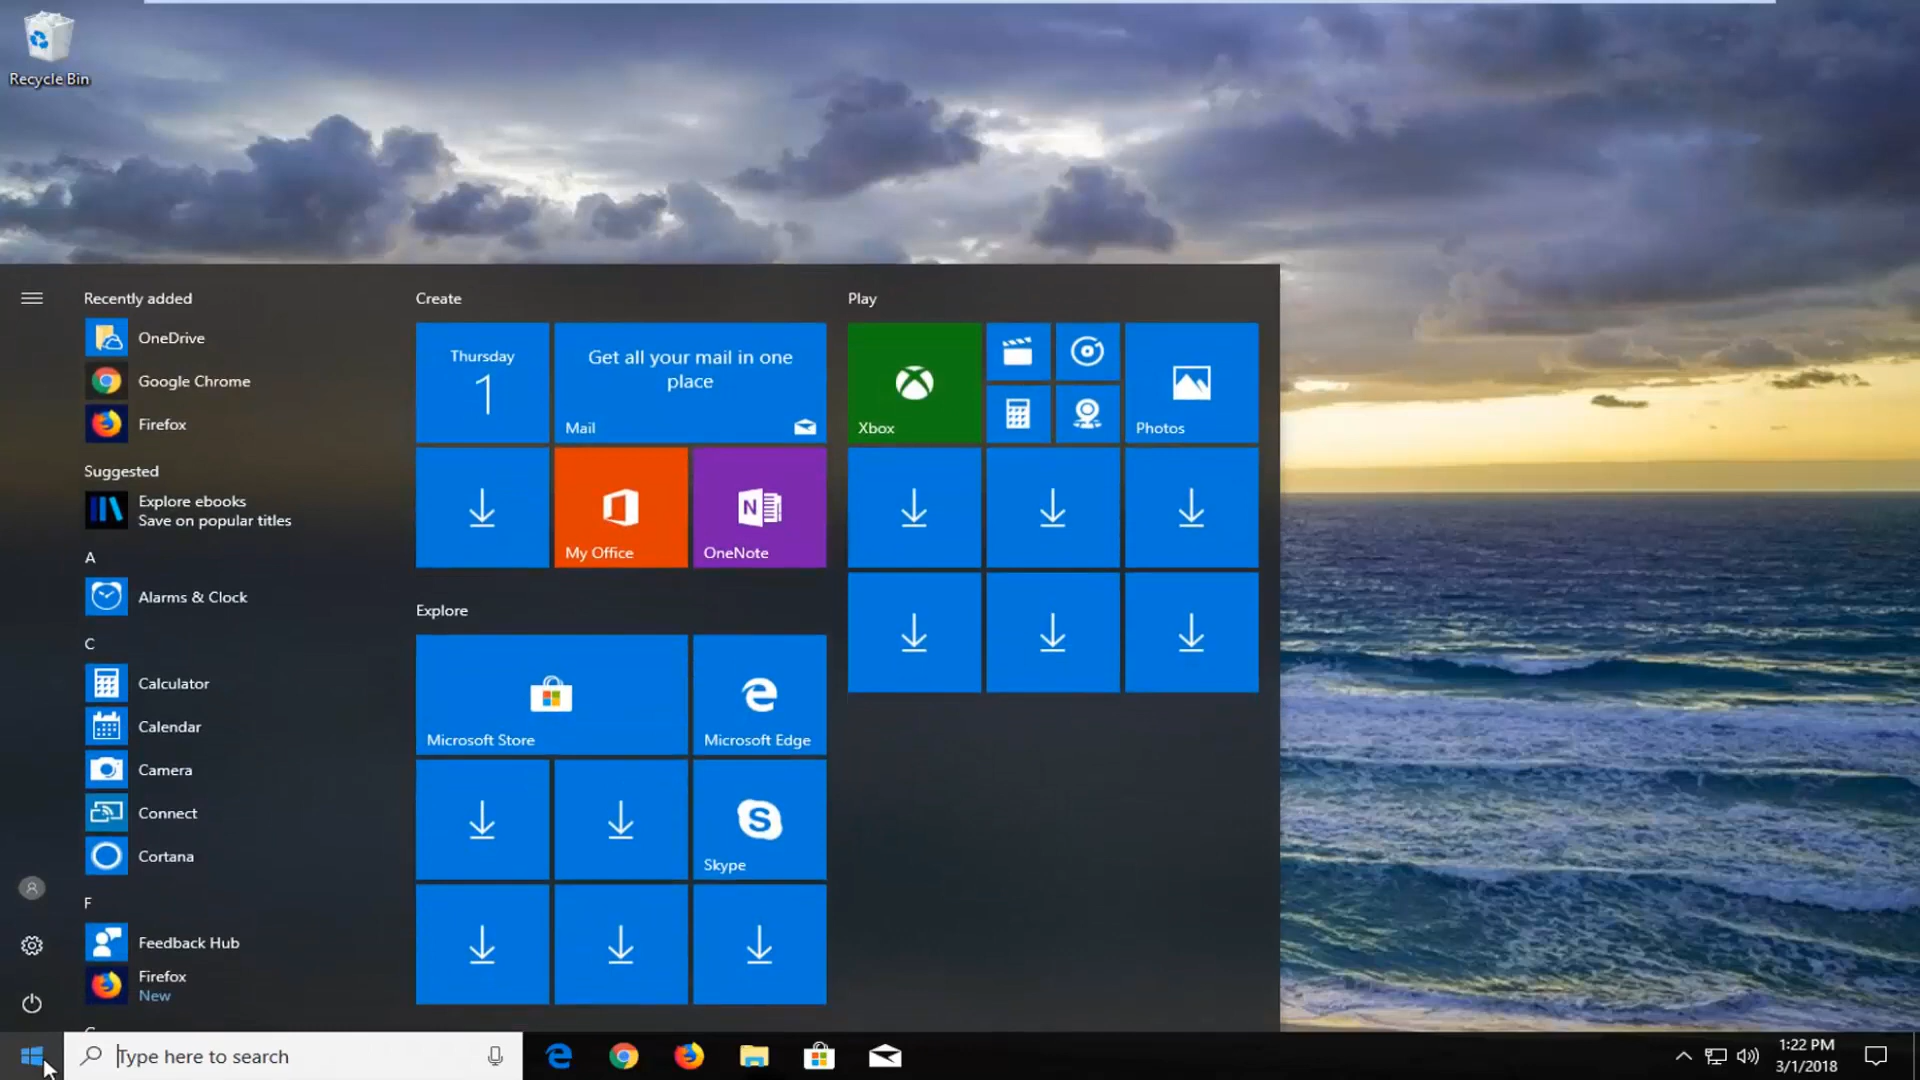 Recycle Bin
Recently added
OneDrive
Google Chrome
Firefox
Suggested
Explore ebooks
Save on popular titles
A
Alarms & Clock
C
Calculator
Calendar
Camera
Connect
Cortana
F
Feedback Hub
Firefox
New
Create
Thursday
1
Get all your mail in one
place
Mail
My Office
OneNote
Explore
Microsoft Store
Microsoft Edge
Skype
Play
Xbox
Photos
Type here to search
1:22 PM
3/1/2018